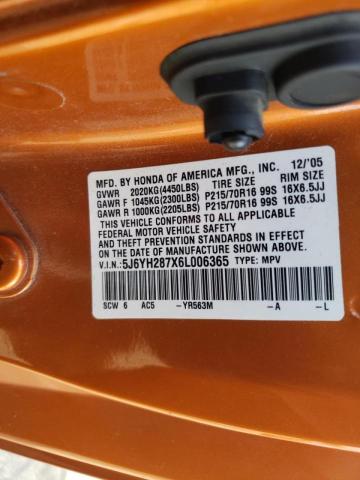 MFD. BY HONDA OF AMERICA MFG., INC. 12/'05
GVWR 2020KG(4450LBS) TIRE SIZE RIM SIZE
GAWR F 1045KG(2300LBS) P215/70R16 99S 16X6.5JJ
GAWR R 1000KG(2205LBS) P215/70R16 99S 16X6.5JJ
THIS VEHICLE CONFORMS TO ALL APPLICABLE
FEDERAL MOTOR VEHICLE SAFETY STANDARDS IN EFFECT
ON THE DATE OF MANUFACTURE SHOWN ABOVE.
V.I.N.: 5J6YH287X6L006365 TYPE: MPV
SCW 6 AC5 -YR563M -A -L